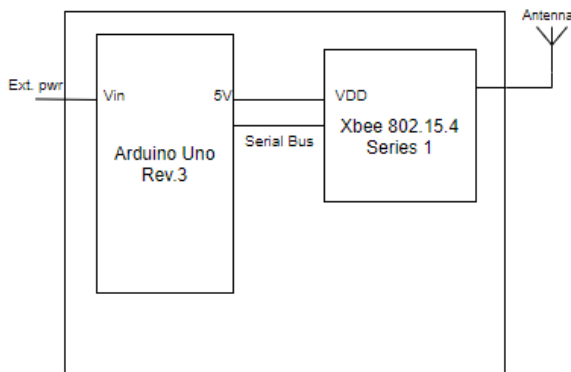 Antenna
Ext. pwr
Vin
5V
VDD
Xbee 802.15.4
Series 1
Serial Bus
Arduino Uno
Rev.3